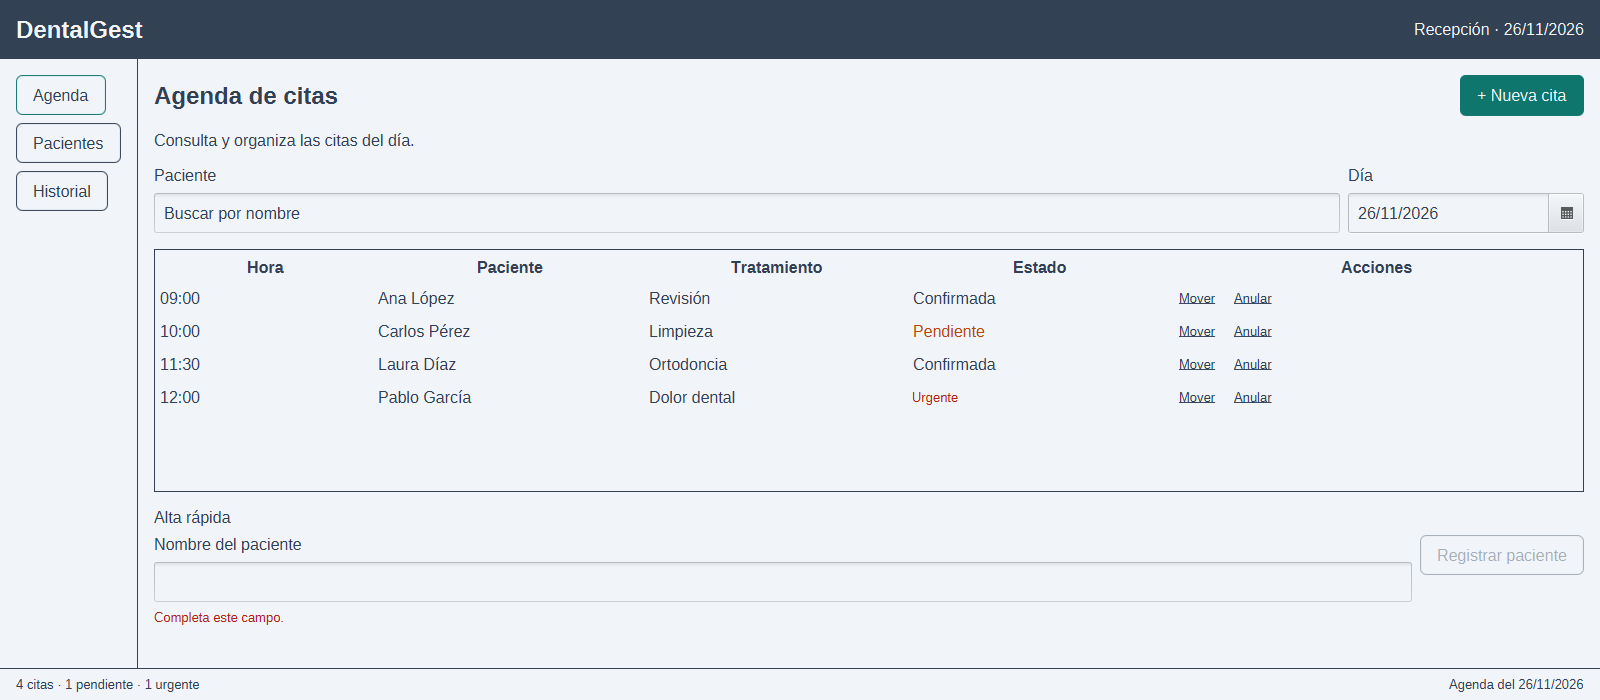 DentalGest
Recepción · 26/11/2026
Agenda
Pacientes
Historial
Agenda de citas
+ Nueva cita
Consulta y organiza las citas del día.
Paciente
Día
Buscar por nombre
26/11/2026
Hora Paciente Tratamiento Estado Acciones
09:00 Ana López Revisión Confirmada Mover Anular
10:00 Carlos Pérez Limpieza Pendiente Mover Anular
11:30 Laura Díaz Ortodoncia Confirmada Mover Anular
12:00 Pablo García Dolor dental Urgente Mover Anular
Alta rápida
Nombre del paciente
Registrar paciente
Completa este campo.
4 citas · 1 pendiente · 1 urgente
Agenda del 26/11/2026